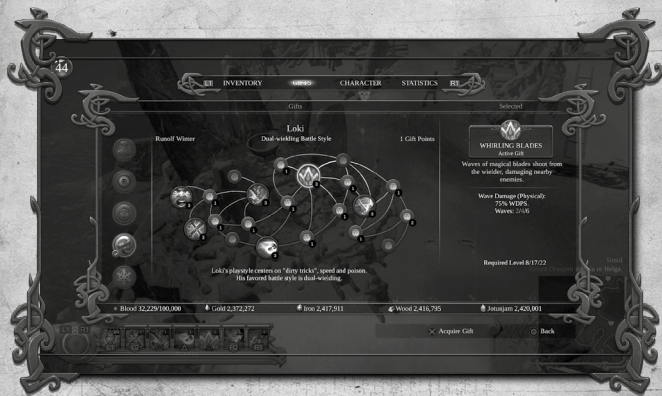 44
L1 INVENTORY GIFTS CHARACTER STATISTICS R1
Gifts
Selected
Loki
Runolf Winter
Dual-wielding Battle Style
1 Gift Points
WHIRLING BLADES
Active Gift
Waves of magical blades shoot from
the wielder, damaging nearby
enemies.
Wave Damage (Physical):
75% WDPS.
Waves: 2/4/6
Required Level 8/17/22
Loki's playstyle centers on "dirty tricks", speed and poison.
His favored battle style is dual-wielding.
Blood 32,229/100,000 Gold 2,372,272 Iron 2,417,911 Wood 2,416,795 Jotunjam 2,420,001
Acquire Gift Back